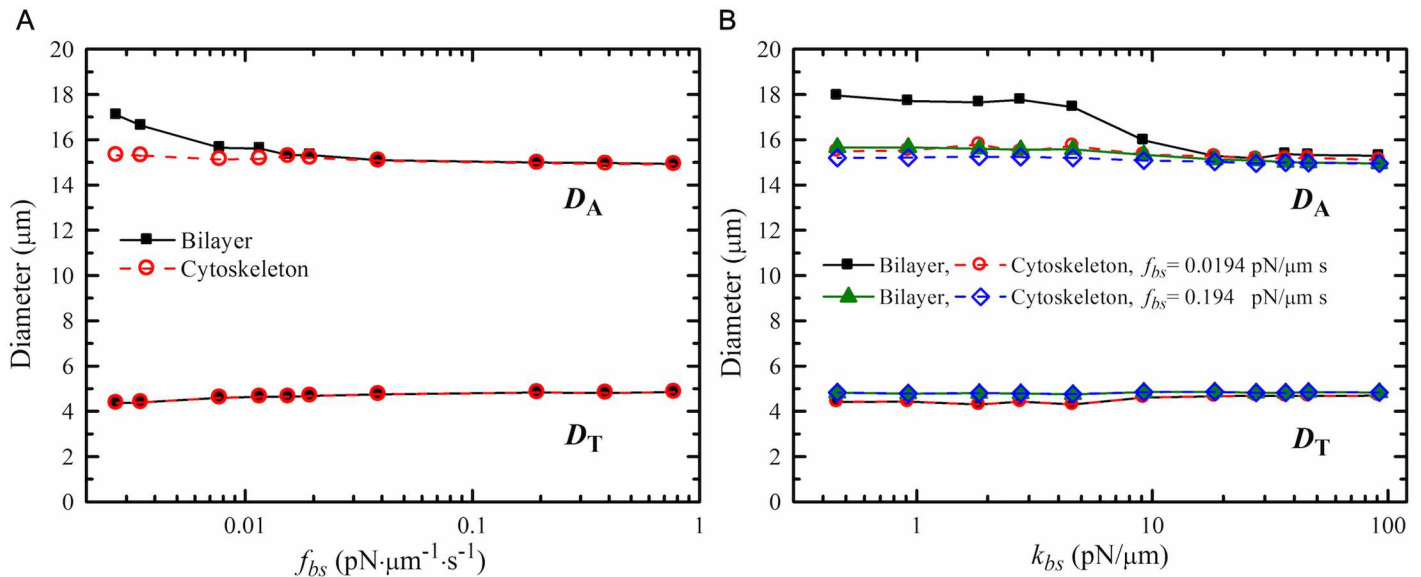 A
20
18
16
14
12
10
8
6
4
2
0
Diameter (μm)
D_A
Bilayer
Cytoskeleton
D_T
0.01
0.1
1
f_bs (pN·μm⁻¹·s⁻¹)
B
20
18
16
14
12
10
8
6
4
2
0
Diameter (μm)
D_A
Bilayer, Cytoskeleton, f_bs= 0.0194 pN/μm s
Bilayer, Cytoskeleton, f_bs= 0.194 pN/μm s
D_T
1
10
100
k_bs (pN/μm)